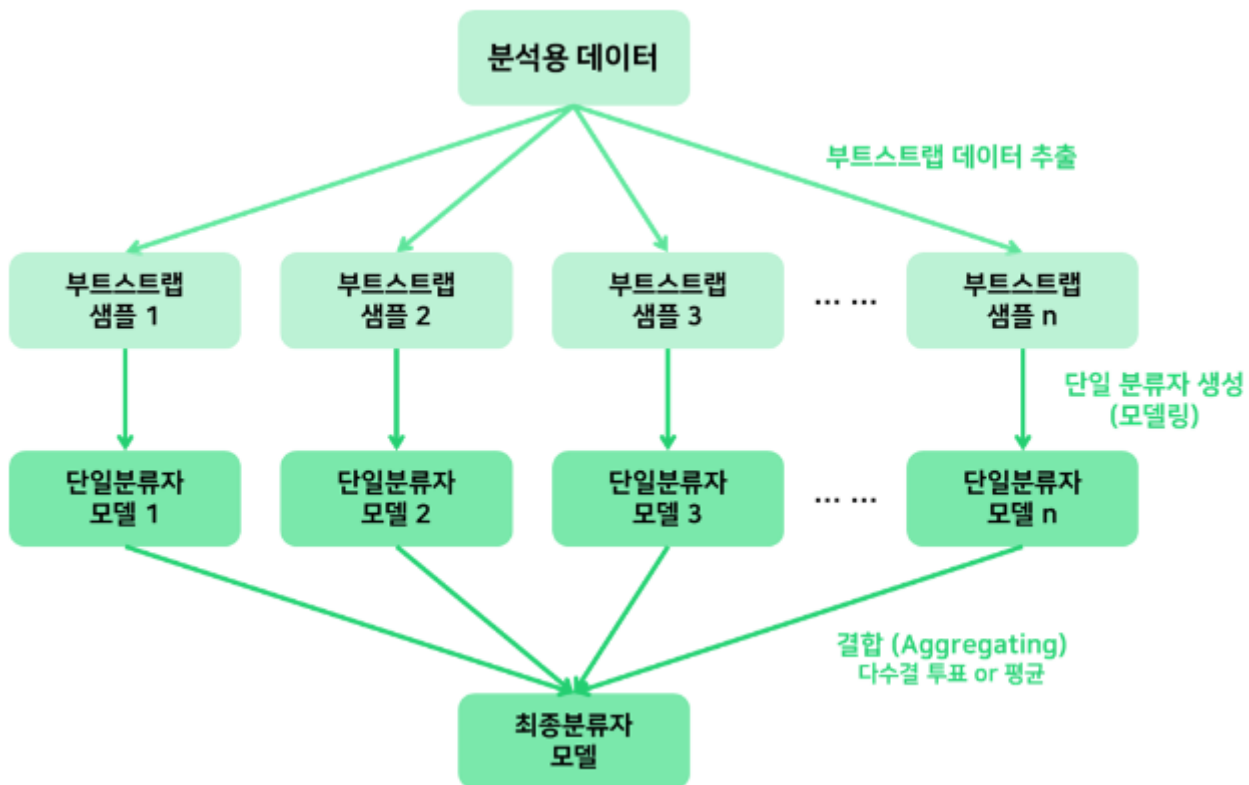 분석용 데이터
부트스트랩 데이터 추출
부트스트랩
샘플 1
부트스트랩
샘플 2
부트스트랩
샘플 3
... ...
부트스트랩
샘플 n
단일 분류자 생성
(모델링)
단일분류자
모델 1
단일분류자
모델 2
단일분류자
모델 3
... ...
단일분류자
모델 n
결합 (Aggregating)
다수결 투표 or 평균
최종분류자
모델